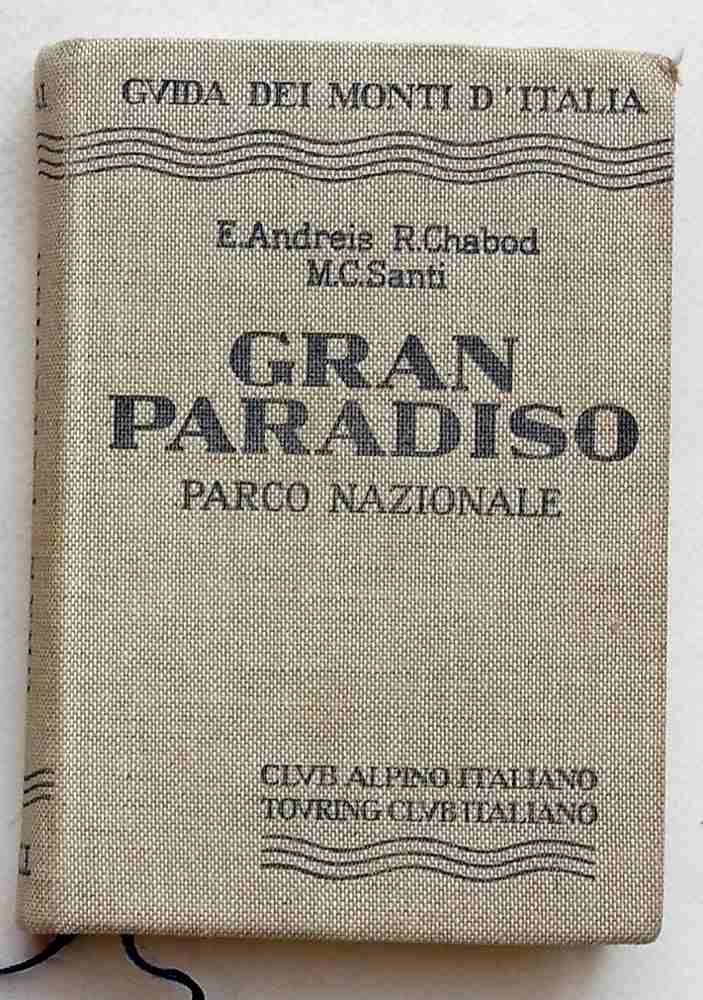 GVIDA DEI MONTI D'ITALIA
E.Andreis R.Chabod
M.C.Santi
GRAN
PARADISO
PARCO NAZIONALE
CLVB ALPINO ITALIANO
TOVRING CLVB ITALIANO